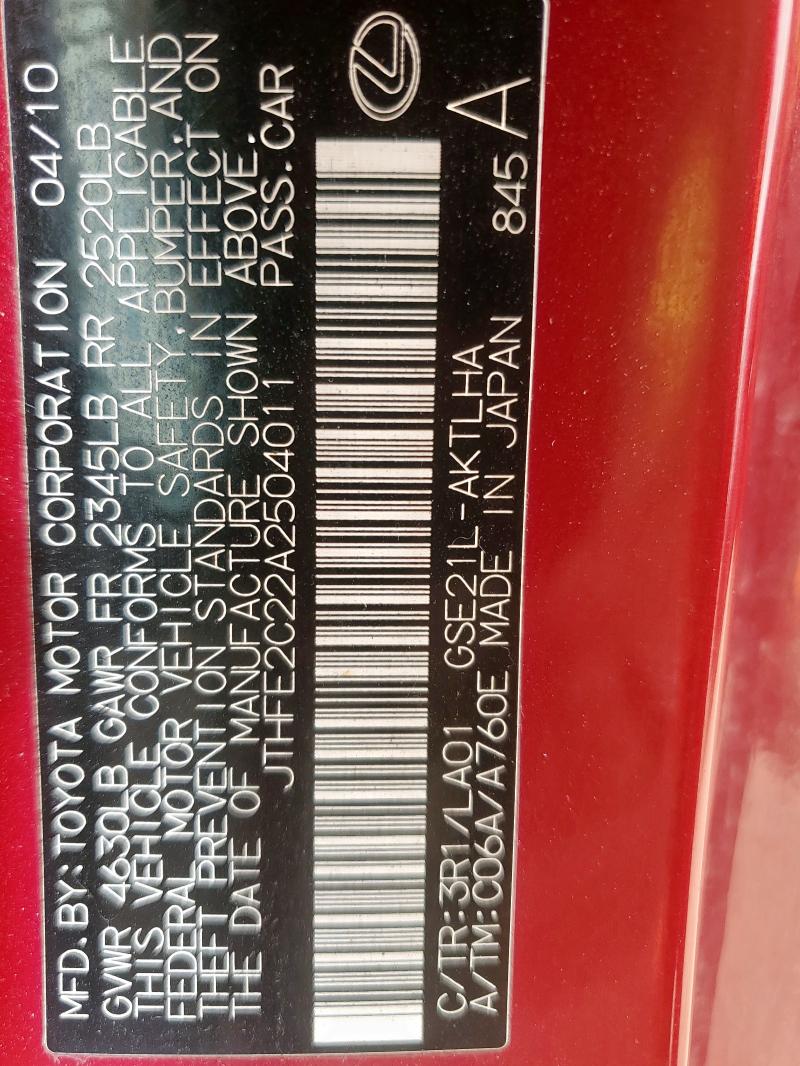 MFD.BY:TOYOTA MOTOR CORPORATION 04/10
GVWR 4630LB GAWR FR 2345LB RR 2520LB
THIS VEHICLE CONFORMS TO ALL APPLICABLE
FEDERAL MOTOR VEHICLE SAFETY,BUMPER,AND
THEFT PREVENTION STANDARDS IN EFFECT ON
THE DATE OF MANUFACTURE SHOWN ABOVE.
JTHFE2C22A2504011 PASS.CAR
C/TR:3R1/LA01 GSE21L-AKTLHA
A/TM:C06A/A760E MADE IN JAPAN 845 A